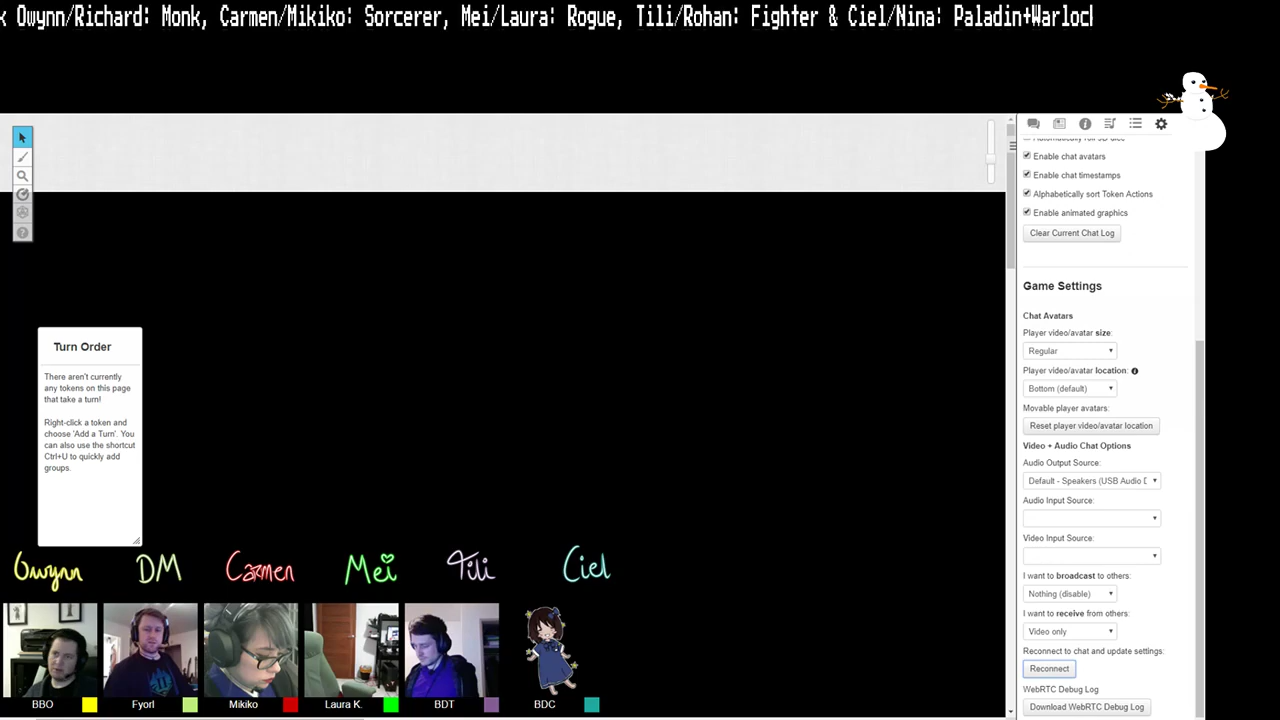 Owynn/Richard: Monk, Carmen/Mikiko: Sorcerer, Mei/Laura: Rogue, Tili/Rohan: Fighter & Ciel/Nina: Paladin+Warlock
Enable chat avatars
Enable chat timestamps
Alphabetically sort Token Actions
Enable animated graphics
Clear Current Chat Log
Game Settings
Chat Avatars
Player video/avatar size:
Regular
Player video/avatar location:
Bottom (default)
Movable player avatars:
Reset player video/avatar location
Video + Audio Chat Options
Audio Output Source:
Default - Speakers (USB Audio D
Audio Input Source:
Video Input Source:
I want to broadcast to others:
Nothing (disable)
I want to receive from others:
Video only
Reconnect to chat and update settings:
Reconnect
WebRTC Debug Log
Download WebRTC Debug Log
Turn Order
There aren't currently
any tokens on this page
that take a turn!
Right-click a token and
choose 'Add a Turn'. You
can also use the shortcut
Ctrl+U to quickly add
groups.
Owynn DM Carmen Mei Tili Ciel
BBO Fyorl Mikiko Laura K. BDT BDC